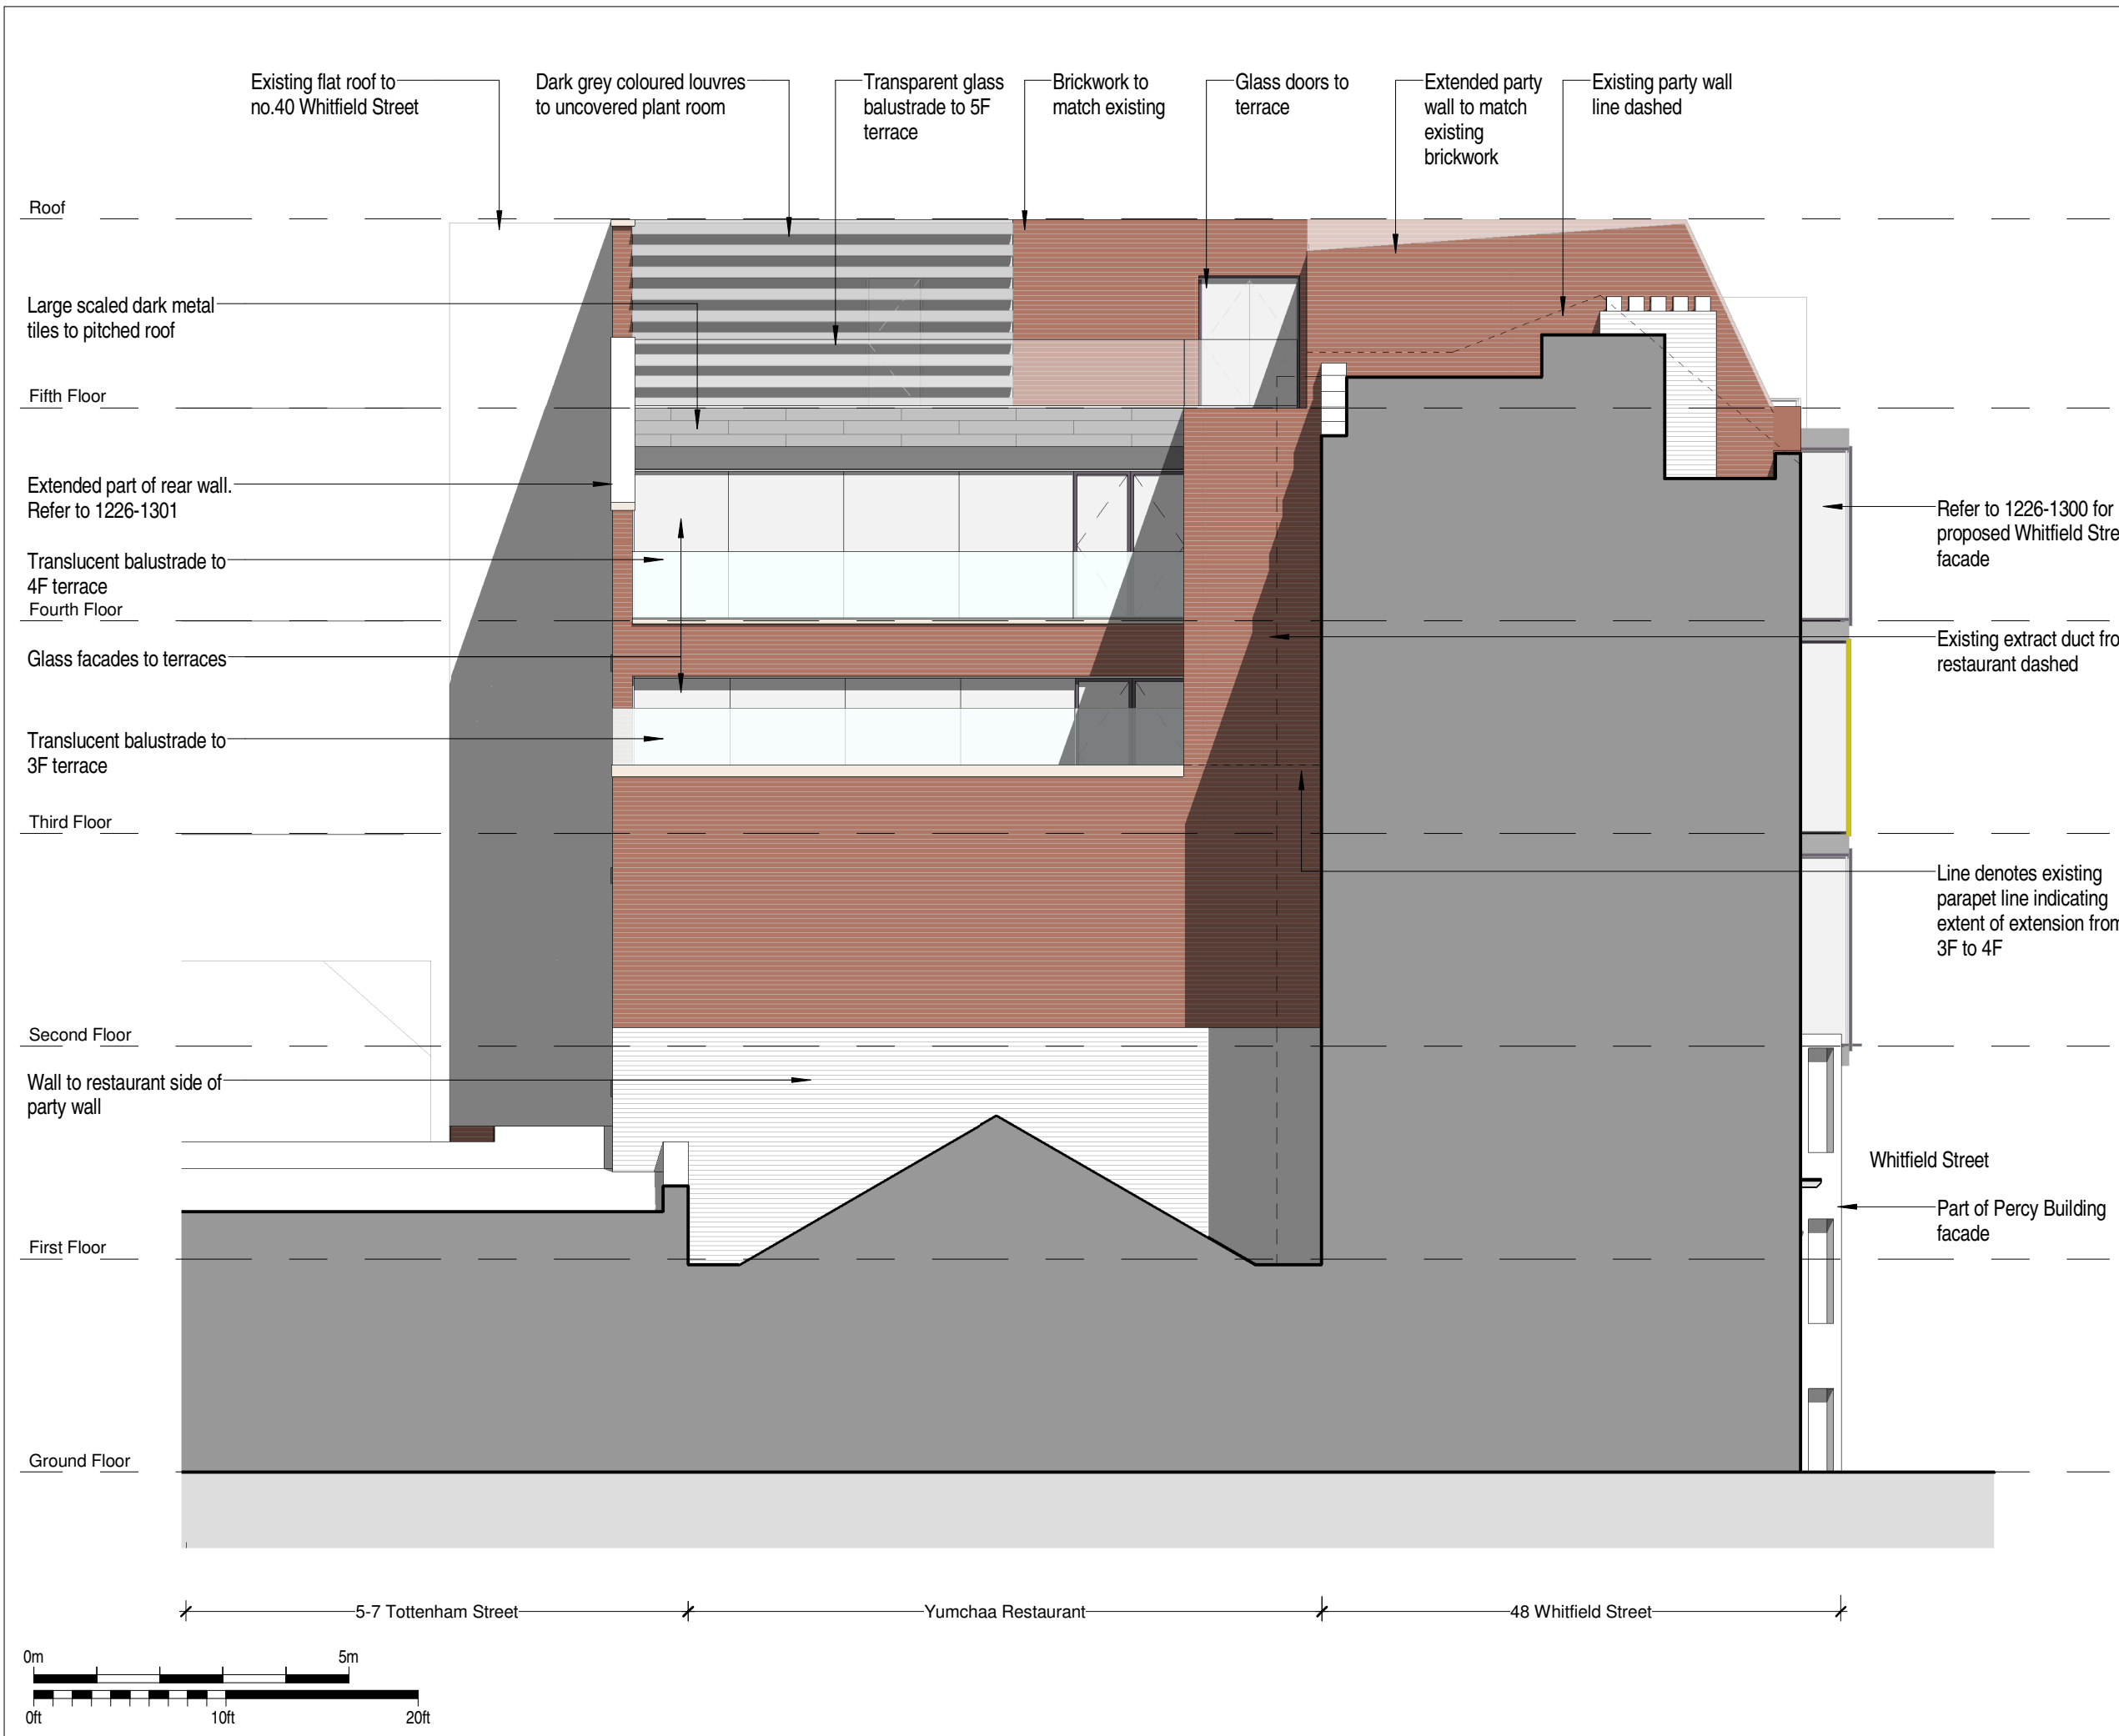 Existing flat roof to
no.40 Whitfield Street
Dark grey coloured louvres
to uncovered plant room
Transparent glass
balustrade to 5F
terrace
Brickwork to
match existing
Glass doors to
terrace
Extended party
wall to match
existing
brickwork
Existing party wall
line dashed
Roof
Large scaled dark metal
tiles to pitched roof
Fifth Floor
Extended part of rear wall.
Refer to 1226-1301
Refer to 1226-1300 for
proposed Whitfield Stre
facade
Translucent balustrade to
4F terrace
Fourth Floor
Existing extract duct fro
restaurant dashed
Glass facades to terraces
Translucent balustrade to
3F terrace
Third Floor
Line denotes existing
parapet line indicating
extent of extension from
3F to 4F
Second Floor
Wall to restaurant side of
party wall
Whitfield Street
Part of Percy Building
facade
First Floor
Ground Floor
5-7 Tottenham Street
Yumchaa Restaurant
48 Whitfield Street
0m 5m
0ft 10ft 20ft